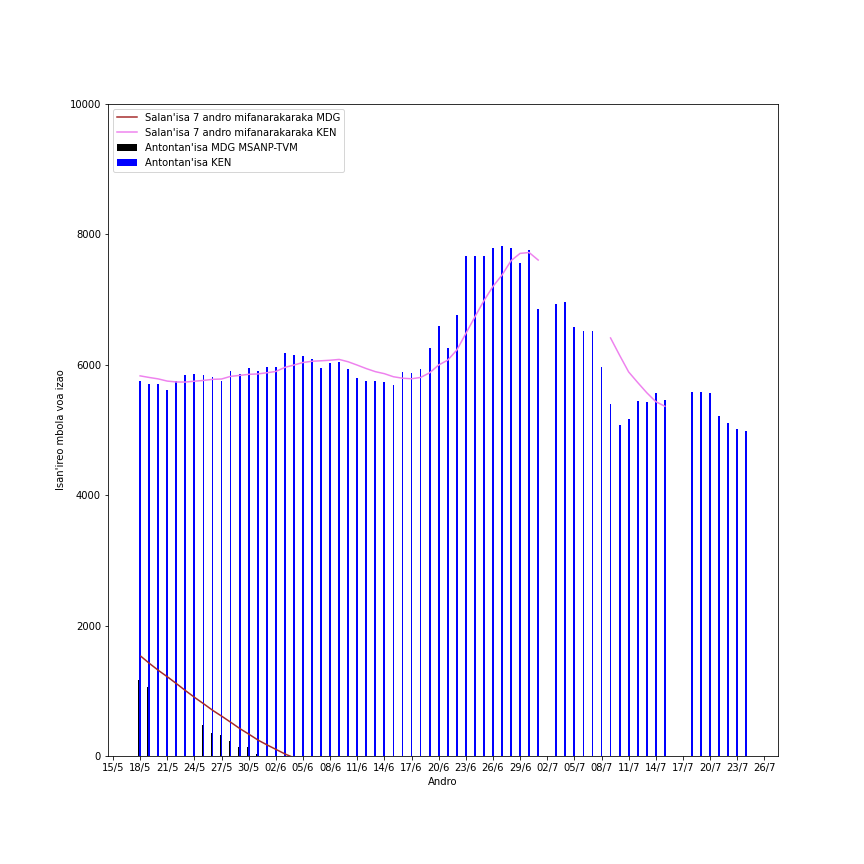 10000
8000
6000
4000
2000
0
Isan'ireo mbola voa izao
Salan'isa 7 andro mifanarakaraka MDG
Salan'isa 7 andro mifanarakaraka KEN
Antontan'isa MDG MSANP-TVM
Antontan'isa KEN
15/5 18/5 21/5 24/5 27/5 30/5 02/6 05/6 08/6 11/6 14/6 17/6 20/6 23/6 26/6 29/6 02/7 05/7 08/7 11/7 14/7 17/7 20/7 23/7 26/7
Andro